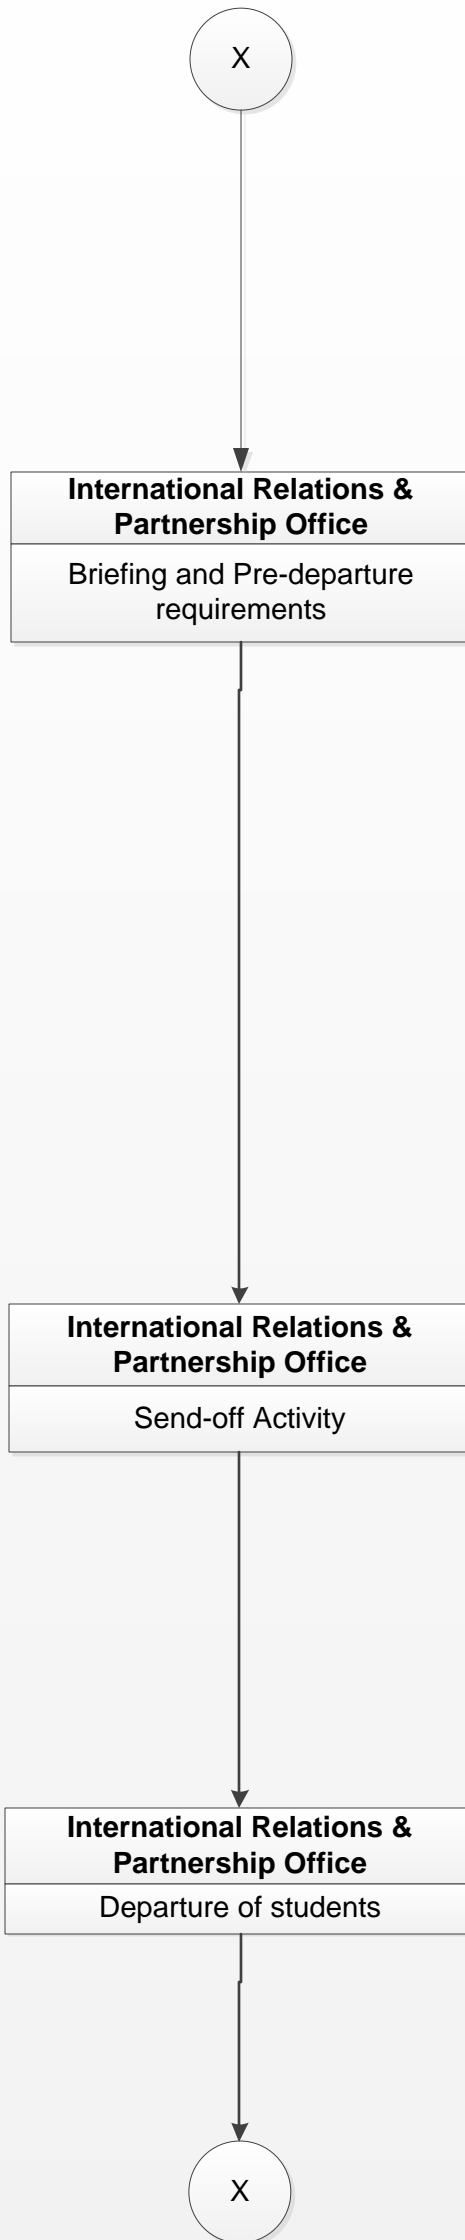 X
International Relations &
Partnership Office
Briefing and Pre-departure
requirements
International Relations &
Partnership Office
Send-off Activity
International Relations &
Partnership Office
Departure of students
X